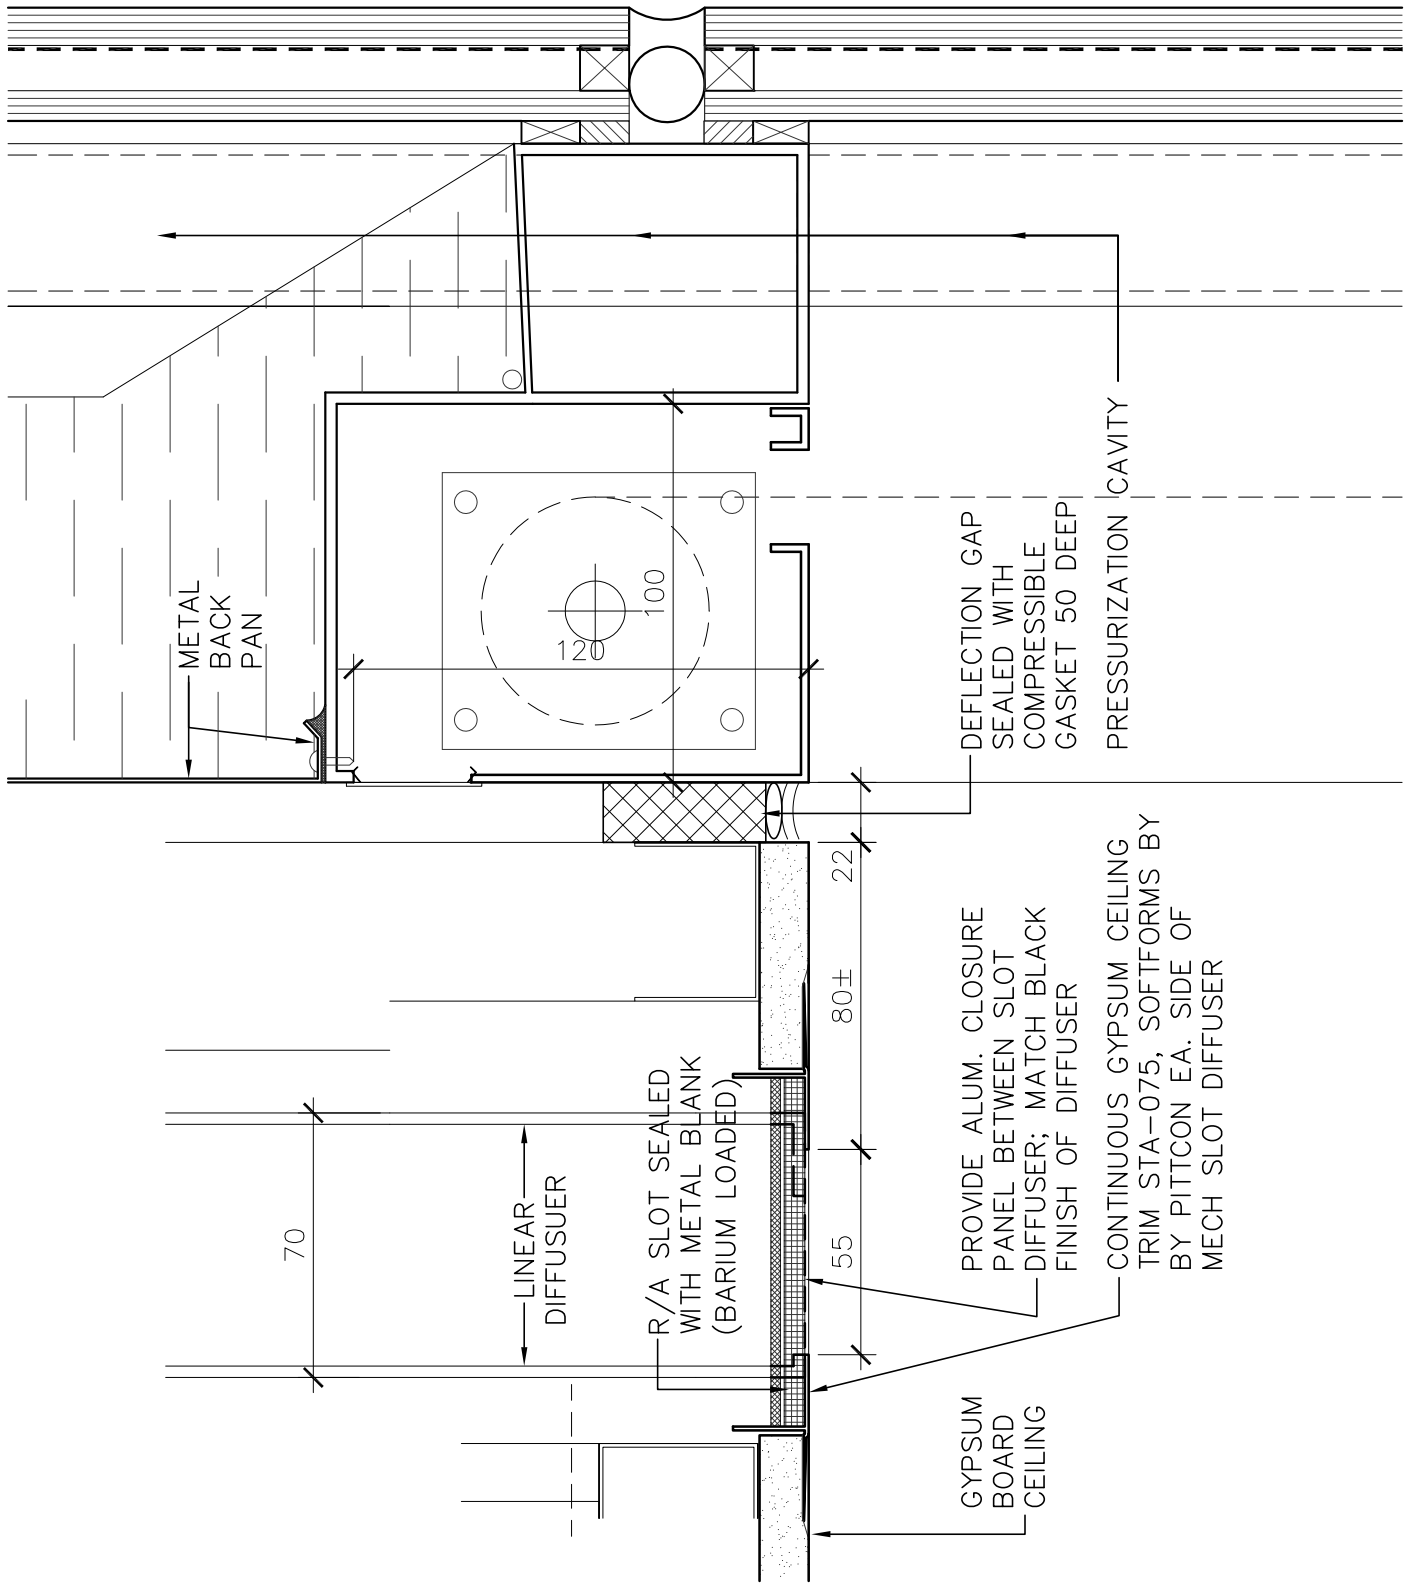 METAL
BACK
PAN
120
100
DEFLECTION GAP
SEALED WITH
COMPRESSIBLE
GASKET 50 DEEP
PRESSURIZATION CAVITY
22
80±
55
70
LINEAR
DIFFUSUER
R/A SLOT SEALED
WITH METAL BLANK
(BARIUM LOADED)
PROVIDE ALUM. CLOSURE
PANEL BETWEEN SLOT
DIFFUSER; MATCH BLACK
FINISH OF DIFFUSER
CONTINUOUS GYPSUM CEILING
TRIM STA-075, SOFTFORMS BY
BY PITTCON EA. SIDE OF
MECH SLOT DIFFUSER
GYPSUM
BOARD
CEILING